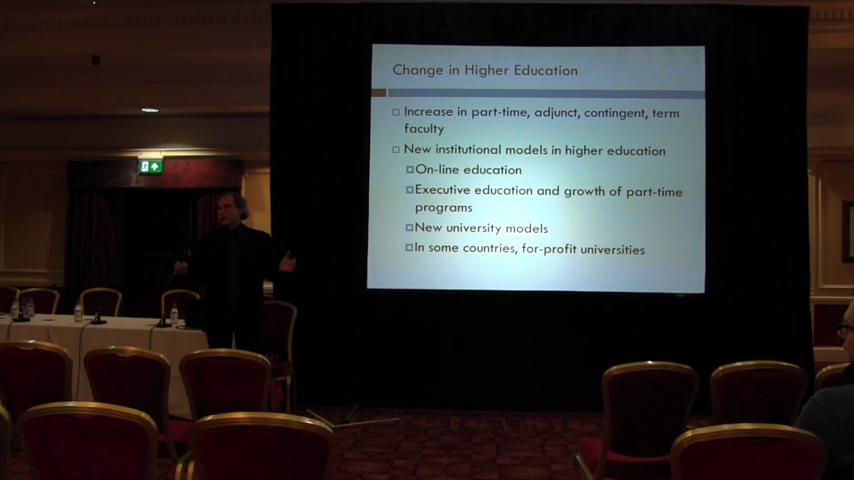 Change in Higher Education
Increase in part-time, adjunct, contingent, term
faculty
New institutional models in higher education
On-line education
Executive education and growth of part-time
programs
New university models
In some countries, for-profit universities